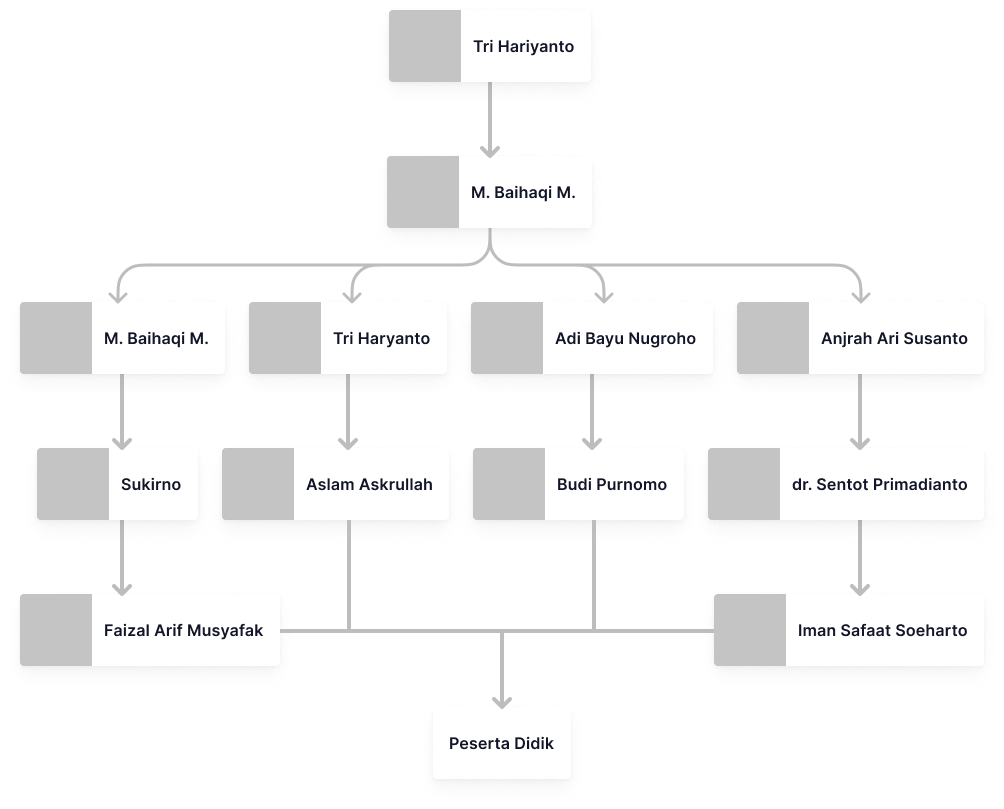 Tri Hariyanto
M. Baihaqi M.
M. Baihaqi M.
Tri Haryanto
Adi Bayu Nugroho
Anjrah Ari Susanto
Sukirno
Aslam Askrullah
Budi Purnomo
dr. Sentot Primadianto
Faizal Arif Musyafak
Iman Safaat Soeharto
Peserta Didik